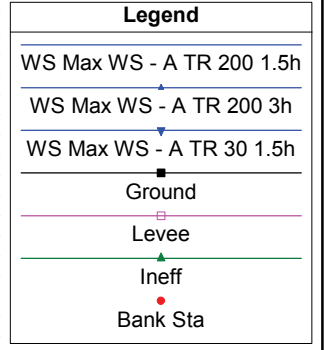 Legend
WS Max WS - A TR 200 1.5h
WS Max WS - A TR 200 3h
WS Max WS - A TR 30 1.5h
Ground
Levee
Ineff
Bank Sta